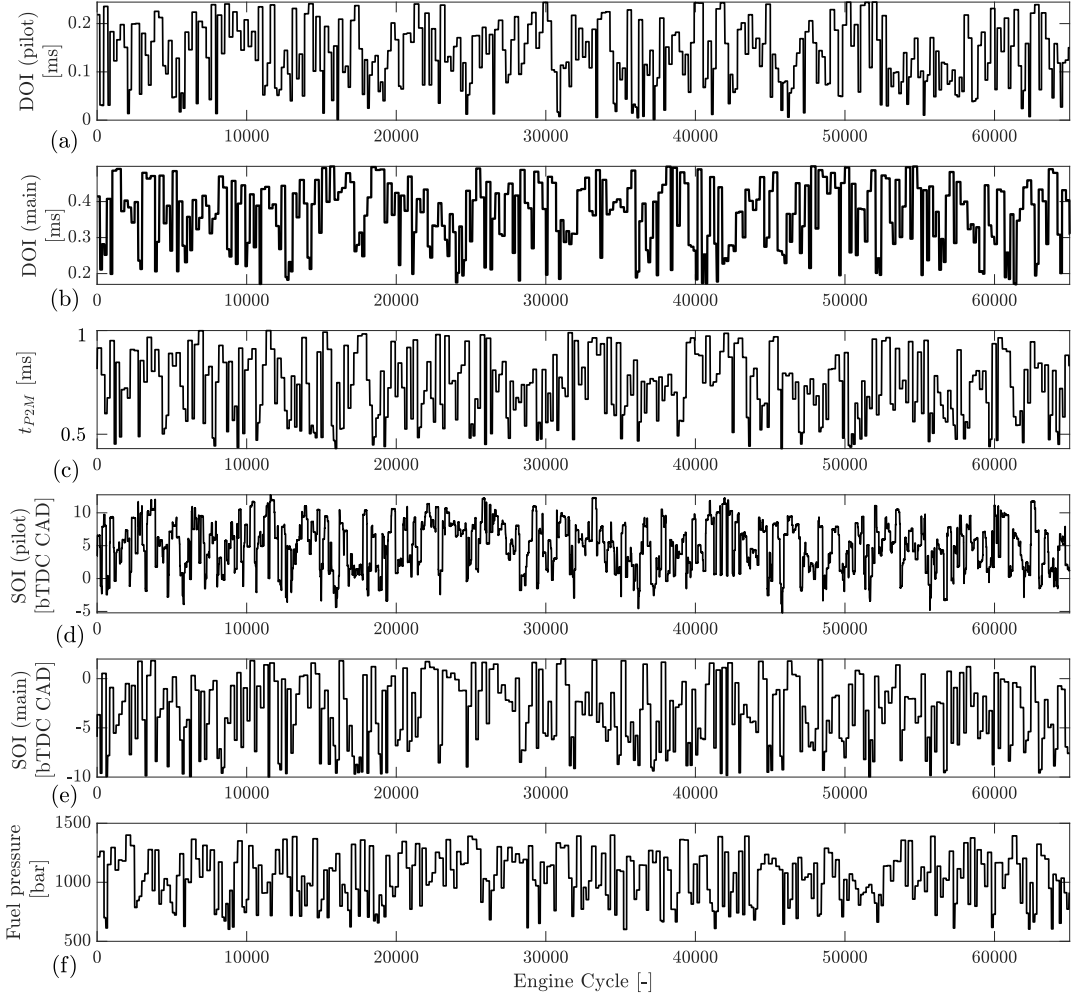 DOI (pilot)
[ms]
0.2
0.1
0
0 10000 20000 30000 40000 50000 60000
(a)
DOI (main)
[ms]
0.4
0.3
0.2
0 10000 20000 30000 40000 50000 60000
(b)
t_{P2M} [ms]
1
0.5
0 10000 20000 30000 40000 50000 60000
(c)
SOI (pilot)
[bTDC CAD]
10
5
0
-5
0 10000 20000 30000 40000 50000 60000
(d)
SOI (main)
[bTDC CAD]
0
-5
-10
0 10000 20000 30000 40000 50000 60000
(e)
Fuel pressure
[bar]
1500
1000
500
0 10000 20000 30000 40000 50000 60000
(f)
Engine Cycle [-]